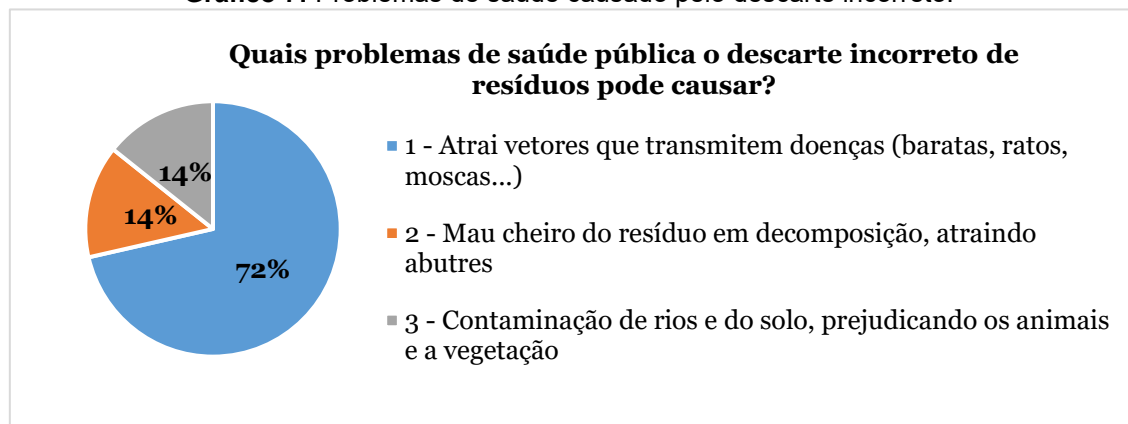 Quais problemas de saúde pública o descarte incorreto de
resíduos pode causar?
1 - Atrai vetores que transmitem doenças (baratas, ratos,
moscas...)
2 - Mau cheiro do resíduo em decomposição, atraindo
abutres
3 - Contaminação de rios e do solo, prejudicando os animais
e a vegetação
14%
14%
72%